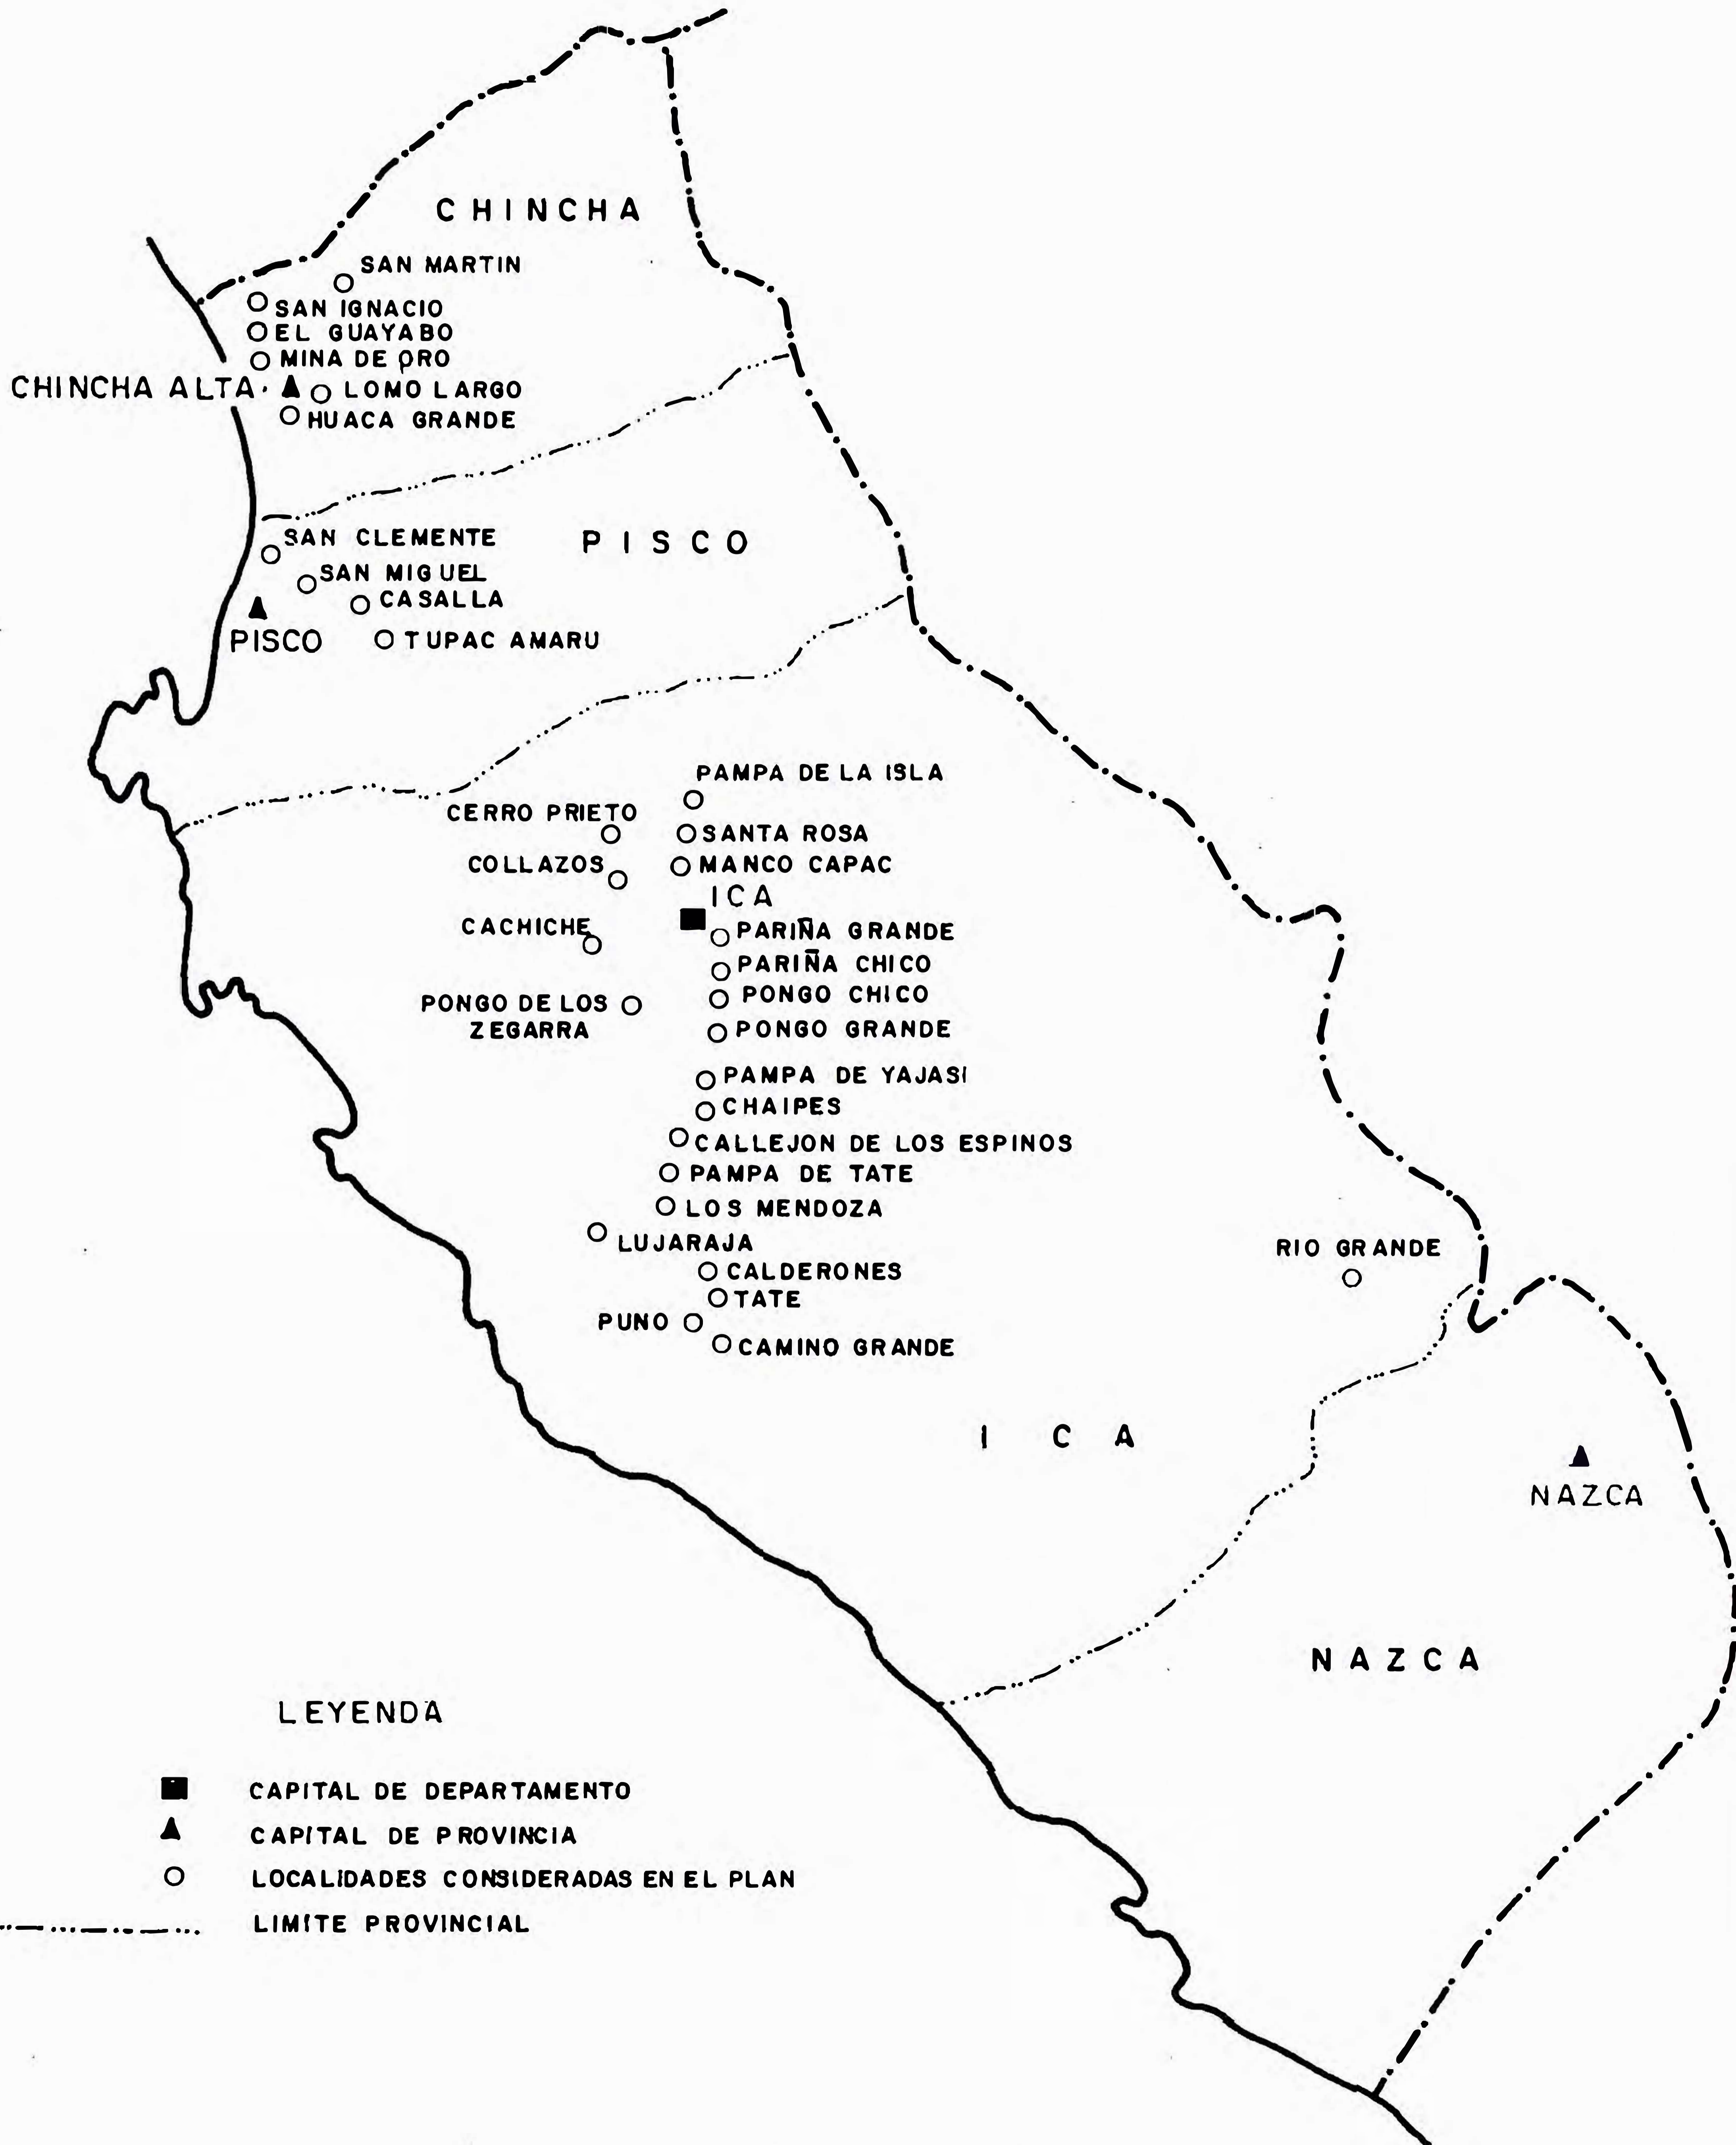 CHINCHA
SAN MARTIN
SAN IGNACIO
EL GUAYABO
MINA DE ORO
CHINCHA ALTA
LOMO LARGO
HUACA GRANDE
SAN CLEMENTE
PISCO
SAN MIGUEL
CASALLA
PISCO
TUPAC AMARU
PAMPA DE LA ISLA
CERRO PRIETO
SANTA ROSA
COLLAZOS
MANCO CAPAC
ICA
CACHICHE
PARIÑA GRANDE
PARIÑA CHICO
PONGO DE LOS
ZEGARRA
PONGO CHICO
PONGO GRANDE
PAMPA DE YAJASI
CHAIPES
CALLEJON DE LOS ESPINOS
PAMPA DE TATE
LOS MENDOZA
LUJARAJA
RIO GRANDE
CALDERONES
TATE
PUNO
CAMINO GRANDE
ICA
NAZCA
NAZCA
LEYENDA
CAPITAL DE DEPARTAMENTO
CAPITAL DE PROVINCIA
LOCALIDADES CONSIDERADAS EN EL PLAN
LIMITE PROVINCIAL